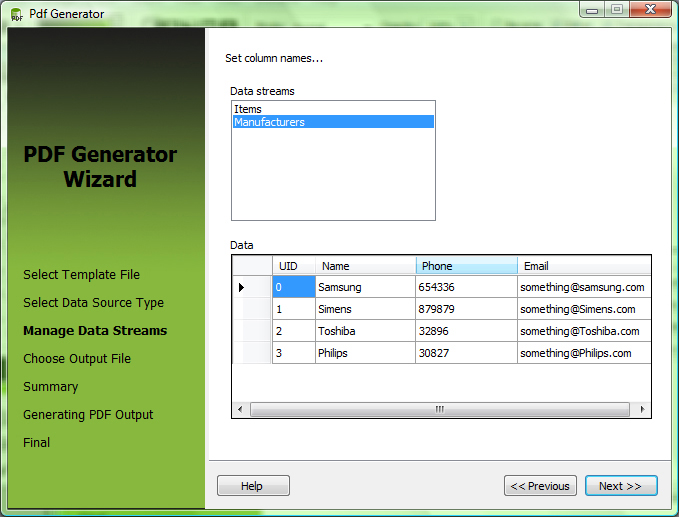 PDF
Pdf Generator
PDF Generator
Wizard
Select Template File
Select Data Source Type
Manage Data Streams
Choose Output File
Summary
Generating PDF Output
Final
Set column names...
Data streams
Items
Manufacturers
Data
UID Name Phone Email
0 Samsung 654336 something@samsung.com
1 Simens 879879 something@Simens.com
2 Toshiba 32896 something@Toshiba.com
3 Philips 30827 something@Philips.com
Help << Previous Next >>